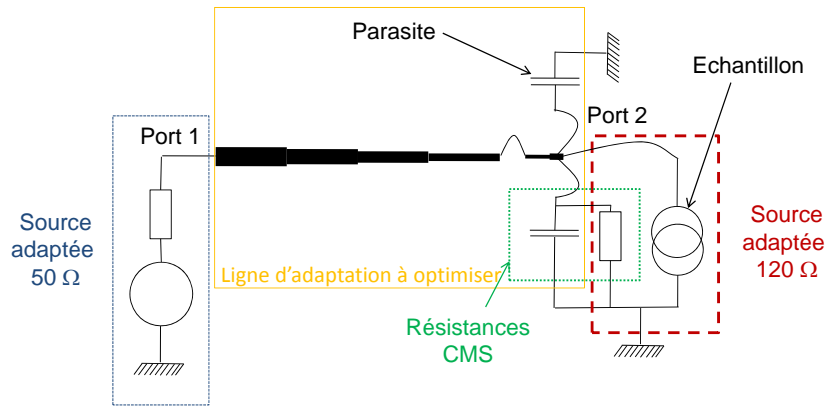 Parasite
Echantillon
Port 1
Port 2
Source
adaptée
50 Ω
Source
adaptée
120 Ω
Ligne d'adaptation à optimiser
Résistances
CMS